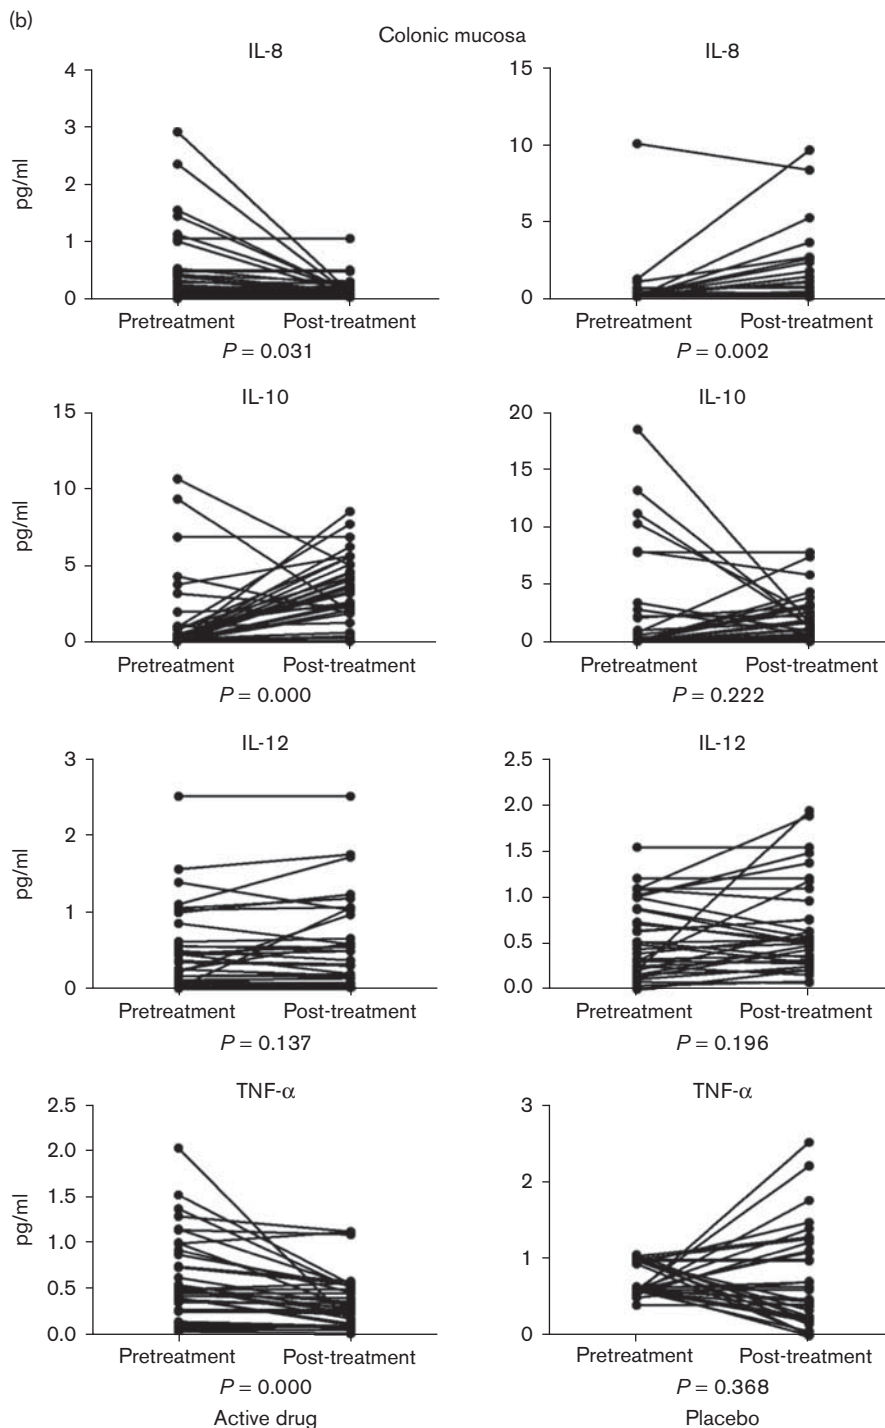 (b)
Colonic mucosa
IL-8
4
3
2
1
0
pg/ml
Pretreatment Post-treatment
P = 0.031
IL-8
15
10
5
0
Pretreatment Post-treatment
P = 0.002
IL-10
15
10
5
0
pg/ml
Pretreatment Post-treatment
P = 0.000
IL-10
20
15
10
5
0
Pretreatment Post-treatment
P = 0.222
IL-12
3
2
1
0
pg/ml
Pretreatment Post-treatment
P = 0.137
IL-12
2.5
2.0
1.5
1.0
0.5
0.0
Pretreatment Post-treatment
P = 0.196
TNF-α
2.5
2.0
1.5
1.0
0.5
0.0
pg/ml
Pretreatment Post-treatment
P = 0.000
Active drug
TNF-α
3
2
1
0
Pretreatment Post-treatment
P = 0.368
Placebo